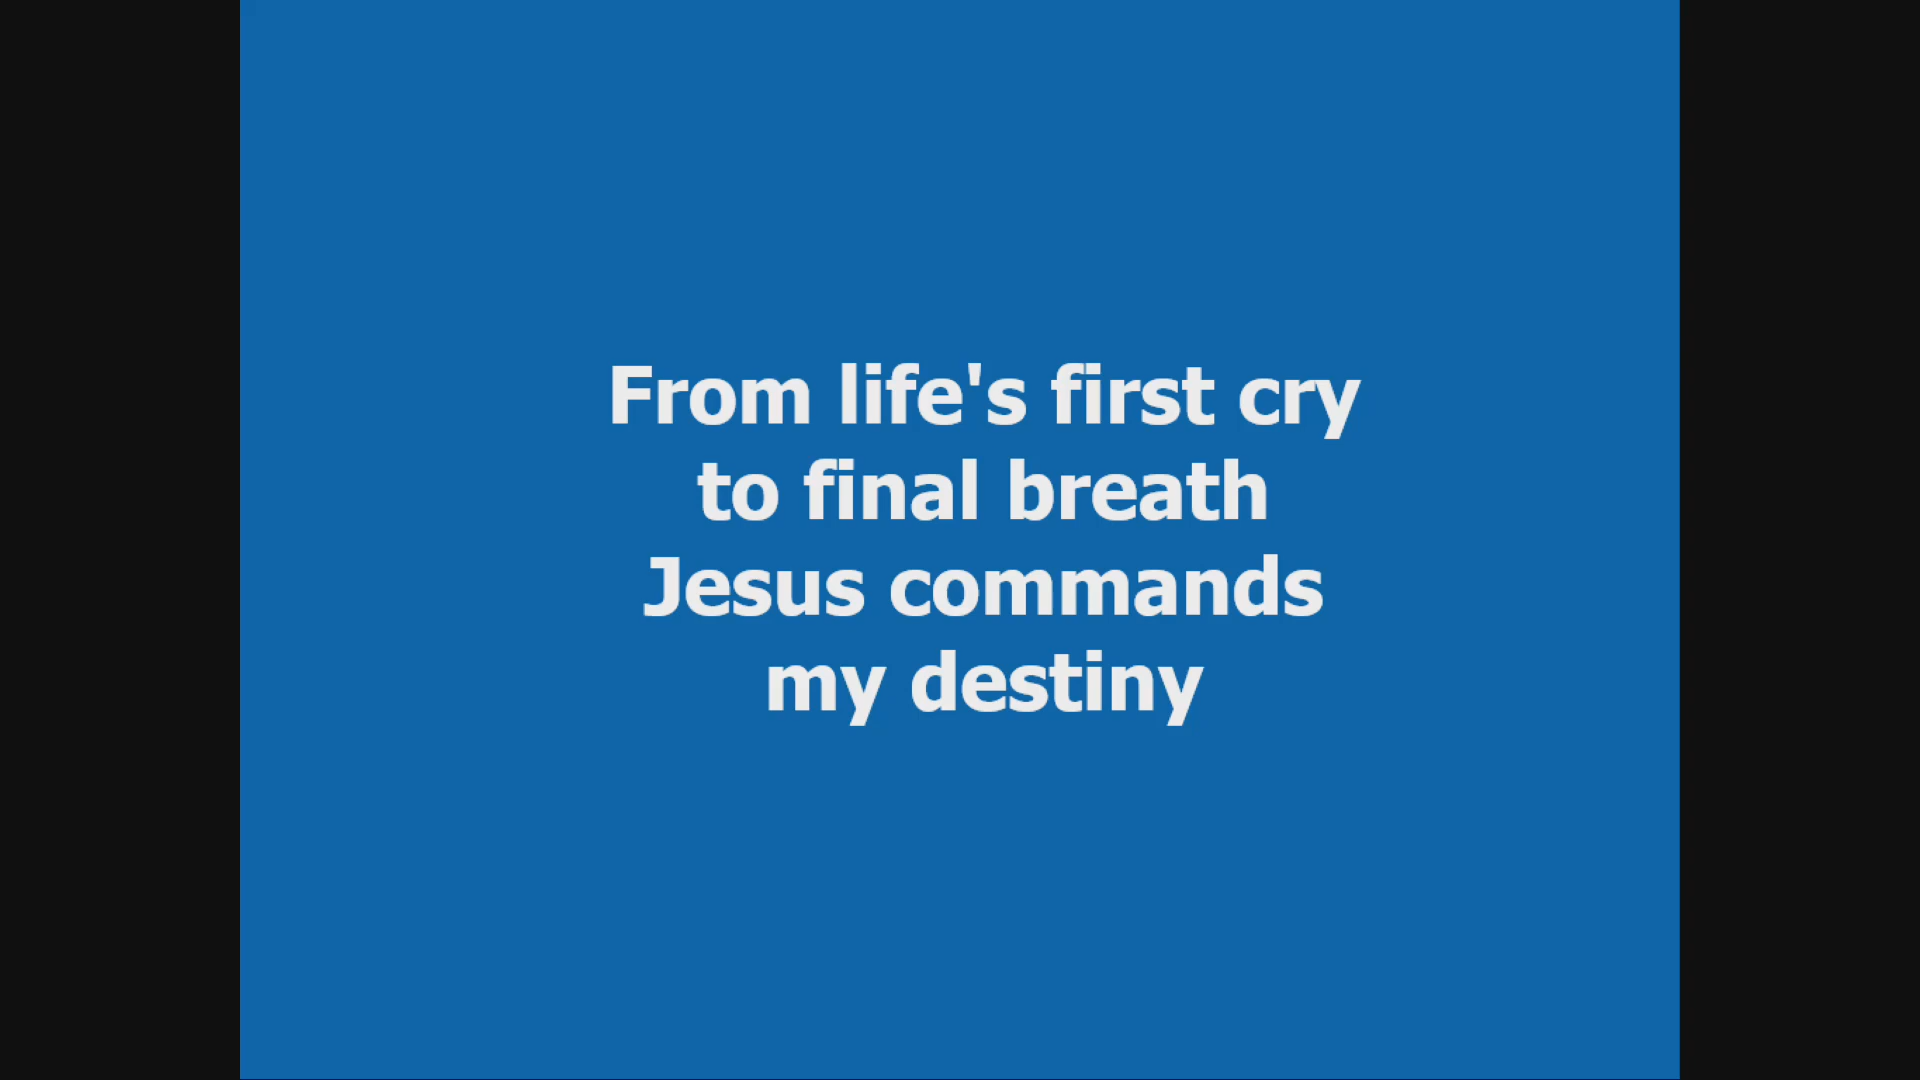 From life's first cry
to final breath
Jesus commands
my destiny